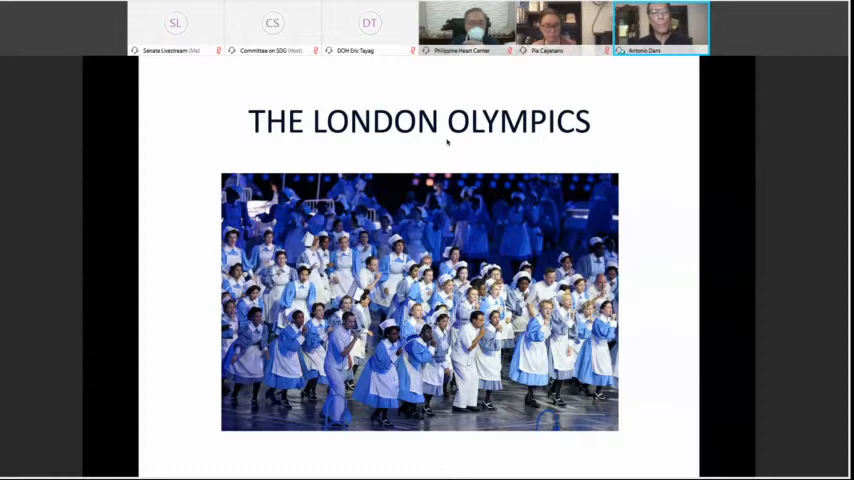 SL
CS
DT
Senate Livestream (Me)
Committee on SDG (Host)
DOH Eric Tayag
Philippine Heart Center
Pia Cayetano
Antonio Dans
THE LONDON OLYMPICS